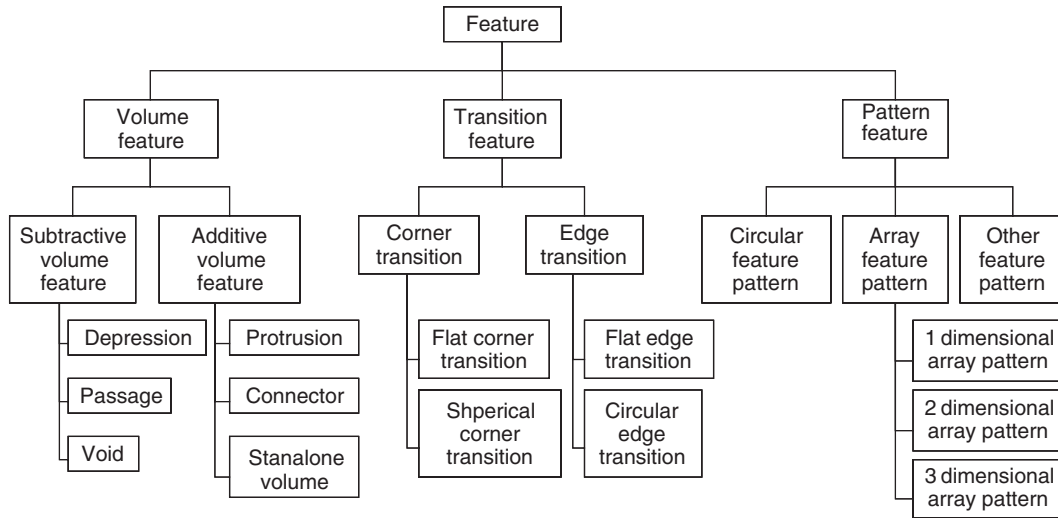 Feature
Volume
feature
Transition
feature
Pattern
feature
Subtractive
volume
feature
Additive
volume
feature
Corner
transition
Edge
transition
Circular
feature
pattern
Array
feature
pattern
Other
feature
pattern
Depression
Passage
Void
Protrusion
Connector
Stanalone
volume
Flat corner
transition
Shperical
corner
transition
Flat edge
transition
Circular
edge
transition
1 dimensional
array pattern
2 dimensional
array pattern
3 dimensional
array pattern